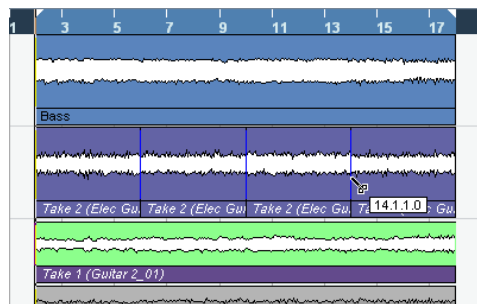 1 3 5 7 9 11 13 15 17
Bass
Take 2 (Elec Gu. Take 2 (Elec Gui Take 2 (Elec Gu. T Gu.
14.1.1.0
Take 1 (Guitar 2_01)